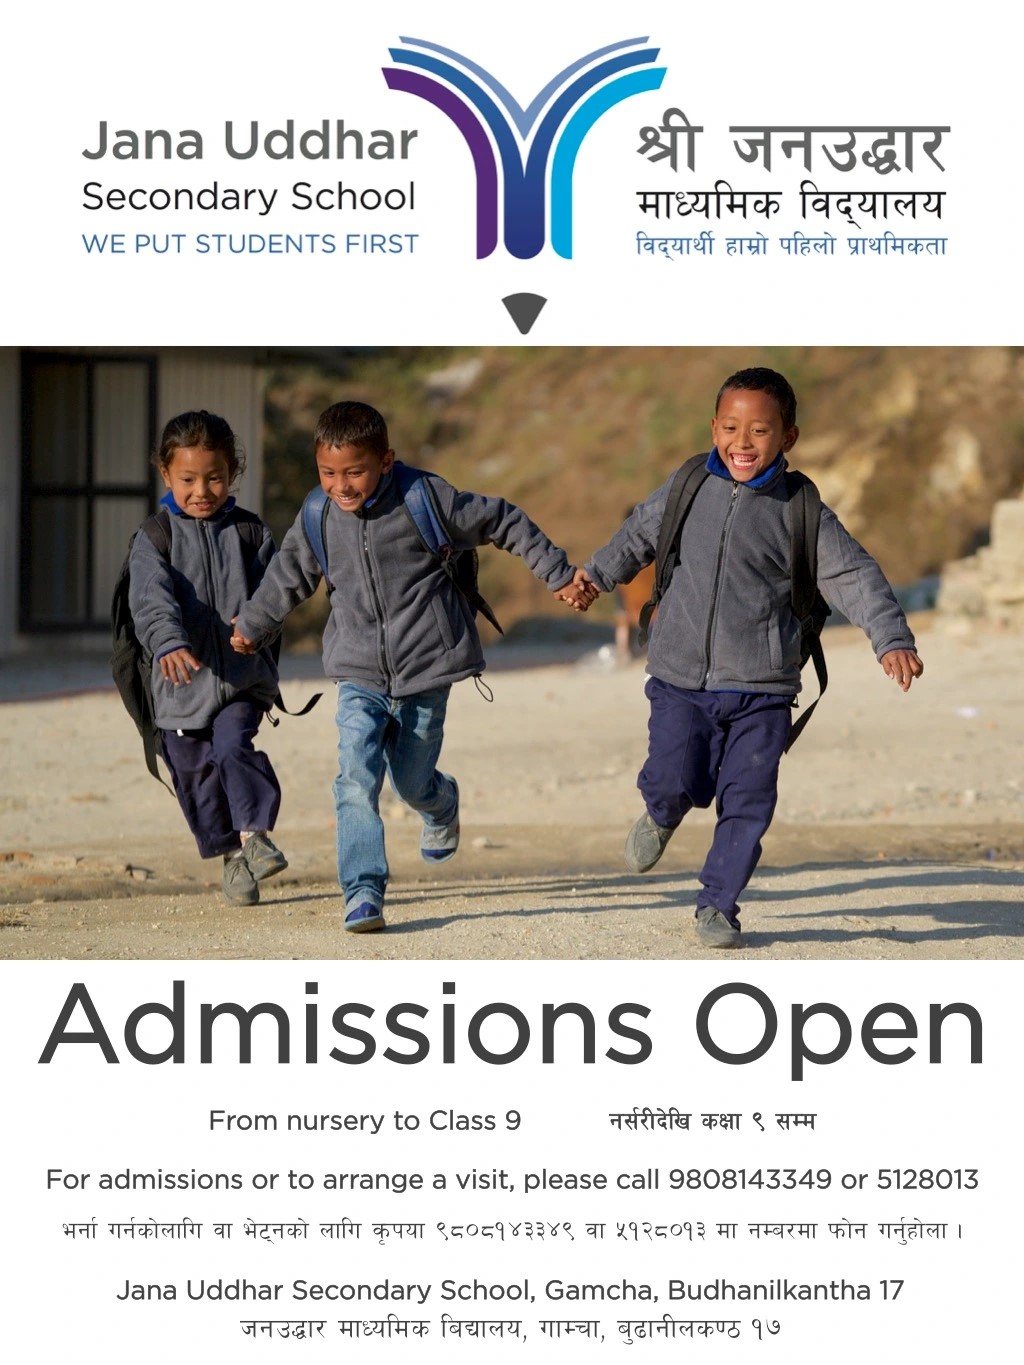 Jana Uddhar
Secondary School
WE PUT STUDENTS FIRST
श्री जनउद्धार
माध्यमिक विद्यालय
विद्यार्थी हाम्रो पहिलो प्राथमिकता
Admissions Open
From nursery to Class 9
नर्सरीदेखि कक्षा ९ सम्म
For admissions or to arrange a visit, please call 9808143349 or 5128013
भर्ना गर्नकोलागि वा भेट्नको लागि कृपया ९८०८१४३३४९ वा ५१२८०१३ मा नम्बरमा फोन गर्नुहोला ।
Jana Uddhar Secondary School, Gamcha, Budhanilkantha 17
जनउद्धार माध्यमिक बिद्यालय, गाम्चा, बुढानीलकण्ठ १७